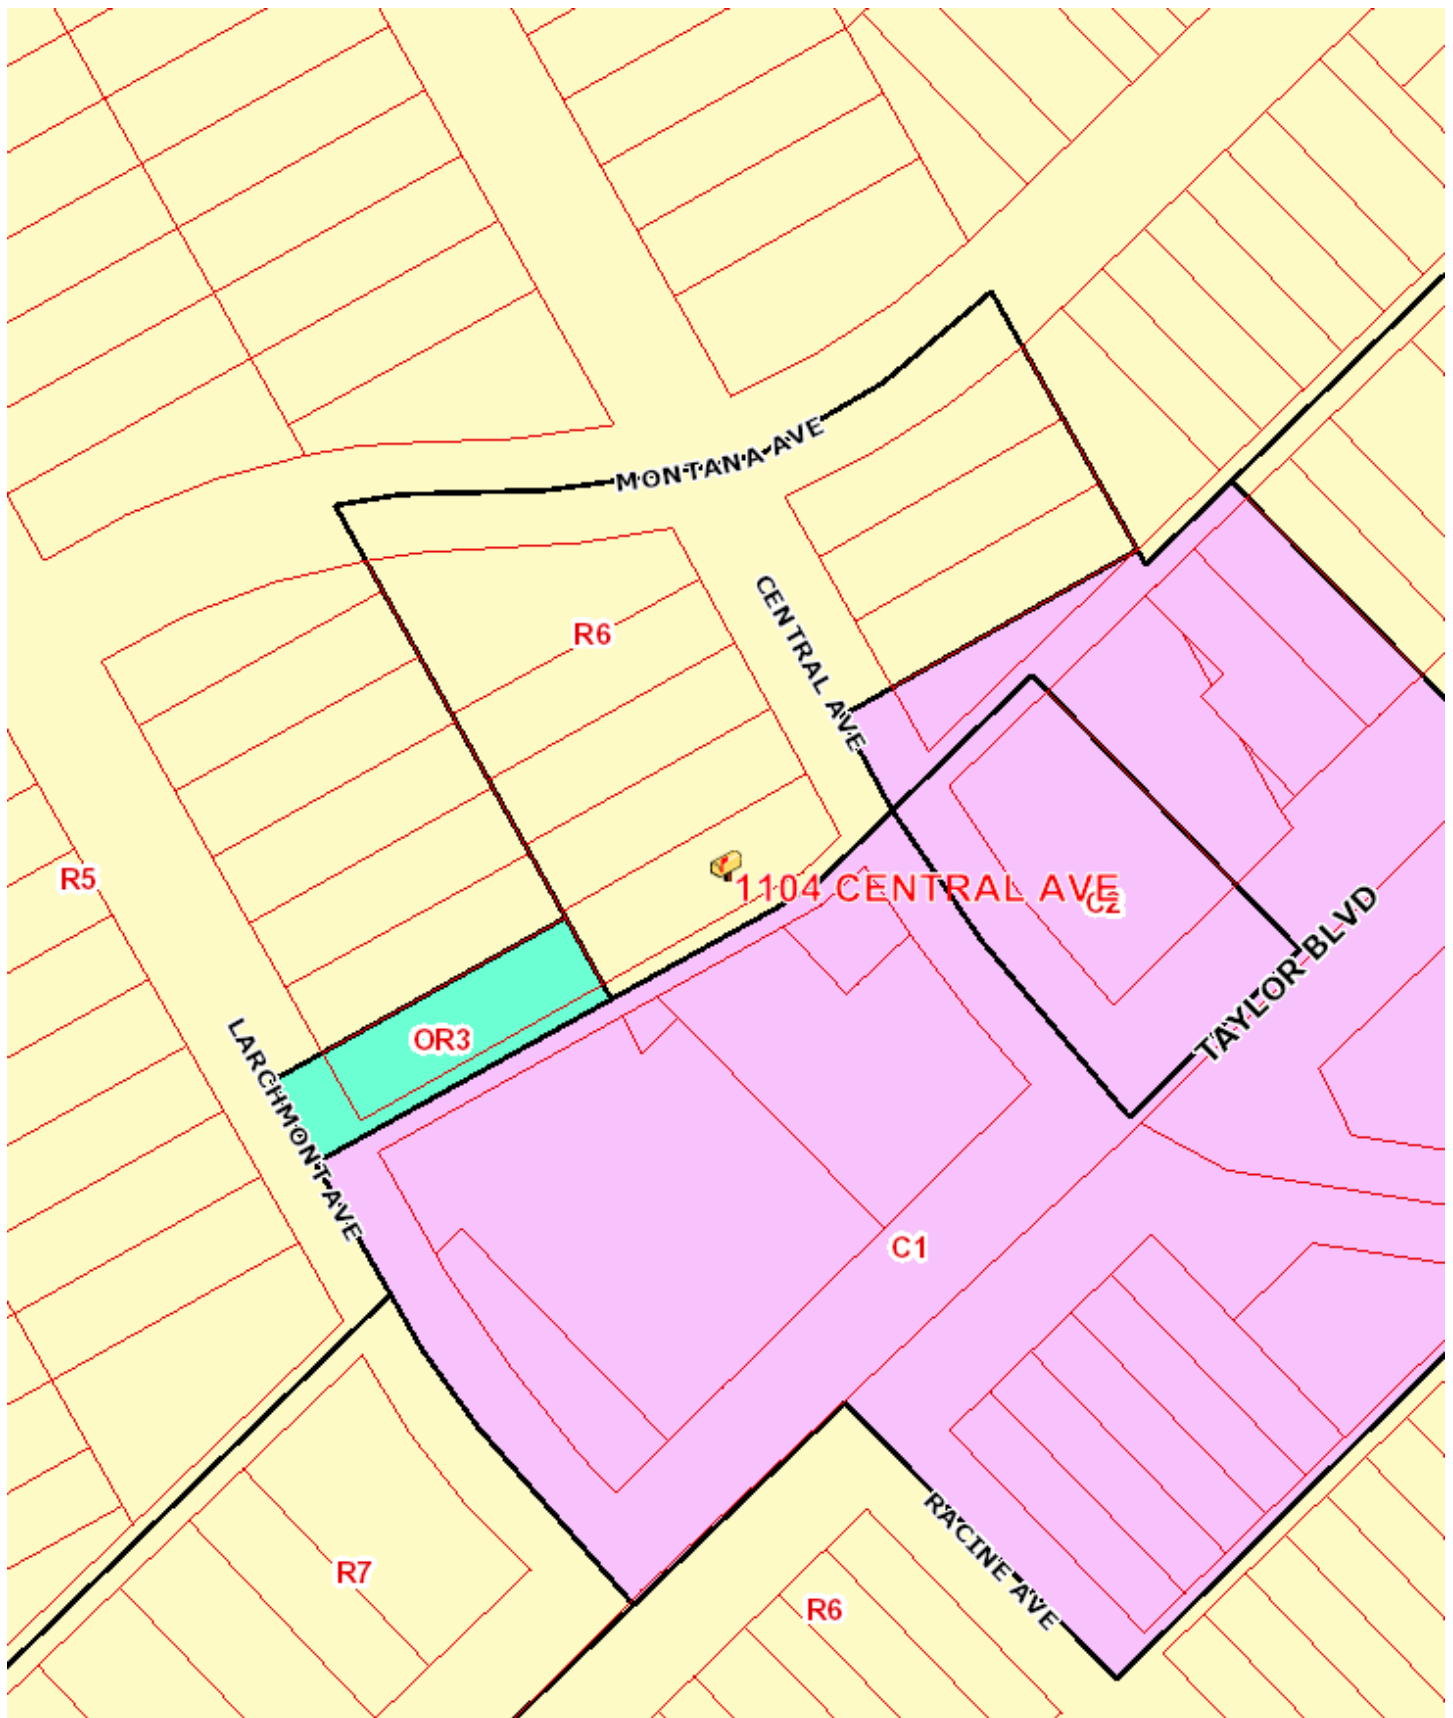 MONTANA AVE
CENTRAL AVE
R6
R5
1104 CENTRAL AVE
C2
TAYLOR BLVD
OR3
LARCHMONT AVE
C1
RACINE AVE
R7
R6